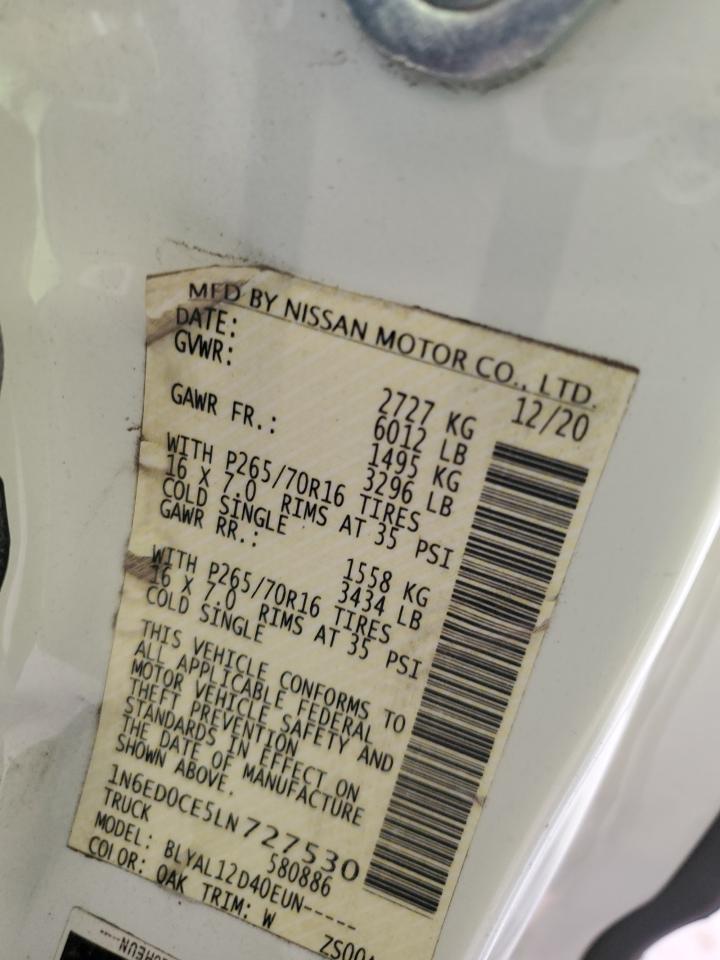 MFD BY NISSAN MOTOR CO., LTD.
DATE: 12/20
GVWR: 2727 KG
6012 LB
GAWR FR.: 1495 KG
3296 LB
WITH P265/70R16 TIRES
16 X 7.0 RIMS AT 35 PSI
COLD SINGLE
GAWR RR.: 1558 KG
3434 LB
WITH P265/70R16 TIRES
16 X 7.0 RIMS AT 35 PSI
COLD SINGLE
THIS VEHICLE CONFORMS TO
ALL APPLICABLE FEDERAL
MOTOR VEHICLE SAFETY AND
THEFT PREVENTION
STANDARDS IN EFFECT ON
THE DATE OF MANUFACTURE
SHOWN ABOVE.
1N6ED0CE5LN727530
TRUCK 580886
MODEL: BLYAL12D40EUN-----
COLOR: QAK TRIM: W